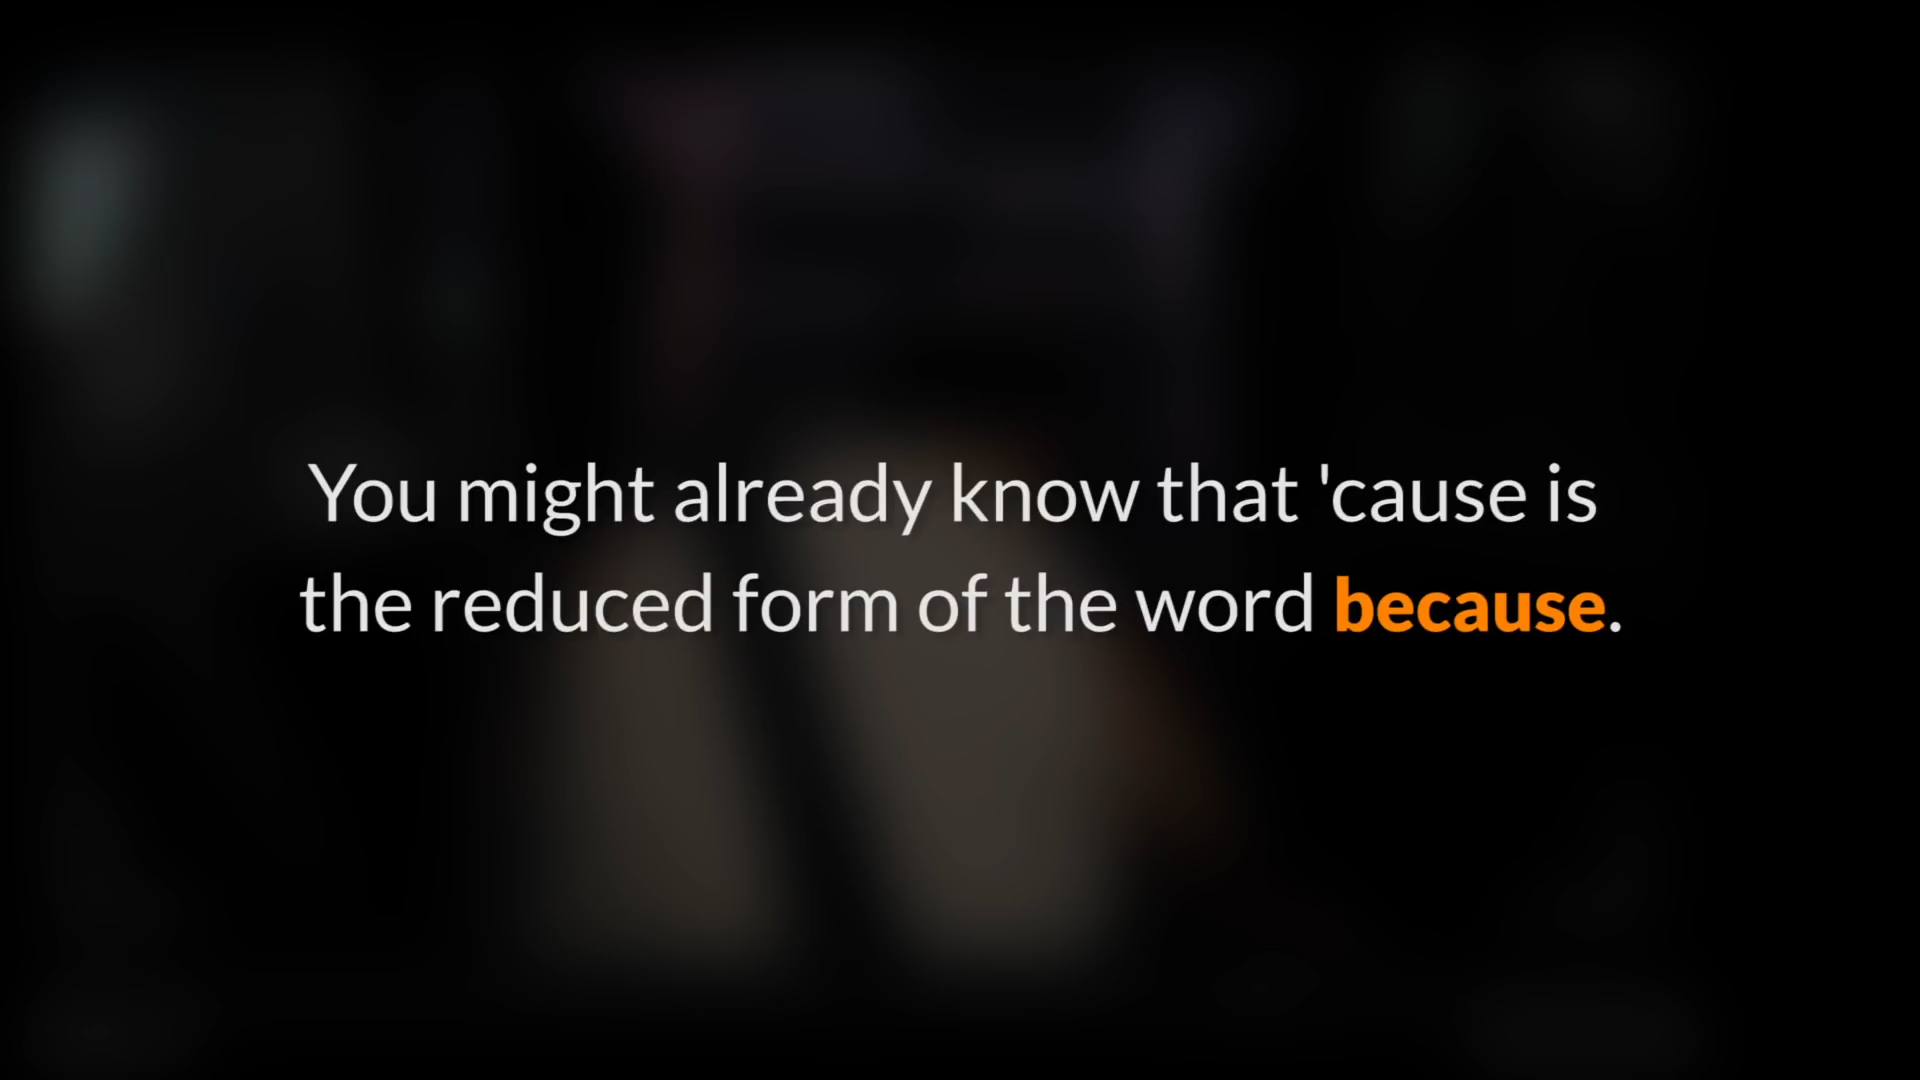 You might already know that 'cause is
the reduced form of the word because.